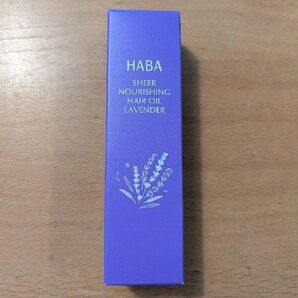 HABA
SHEER
NOURISHING
HAIR OIL
LAVENDER